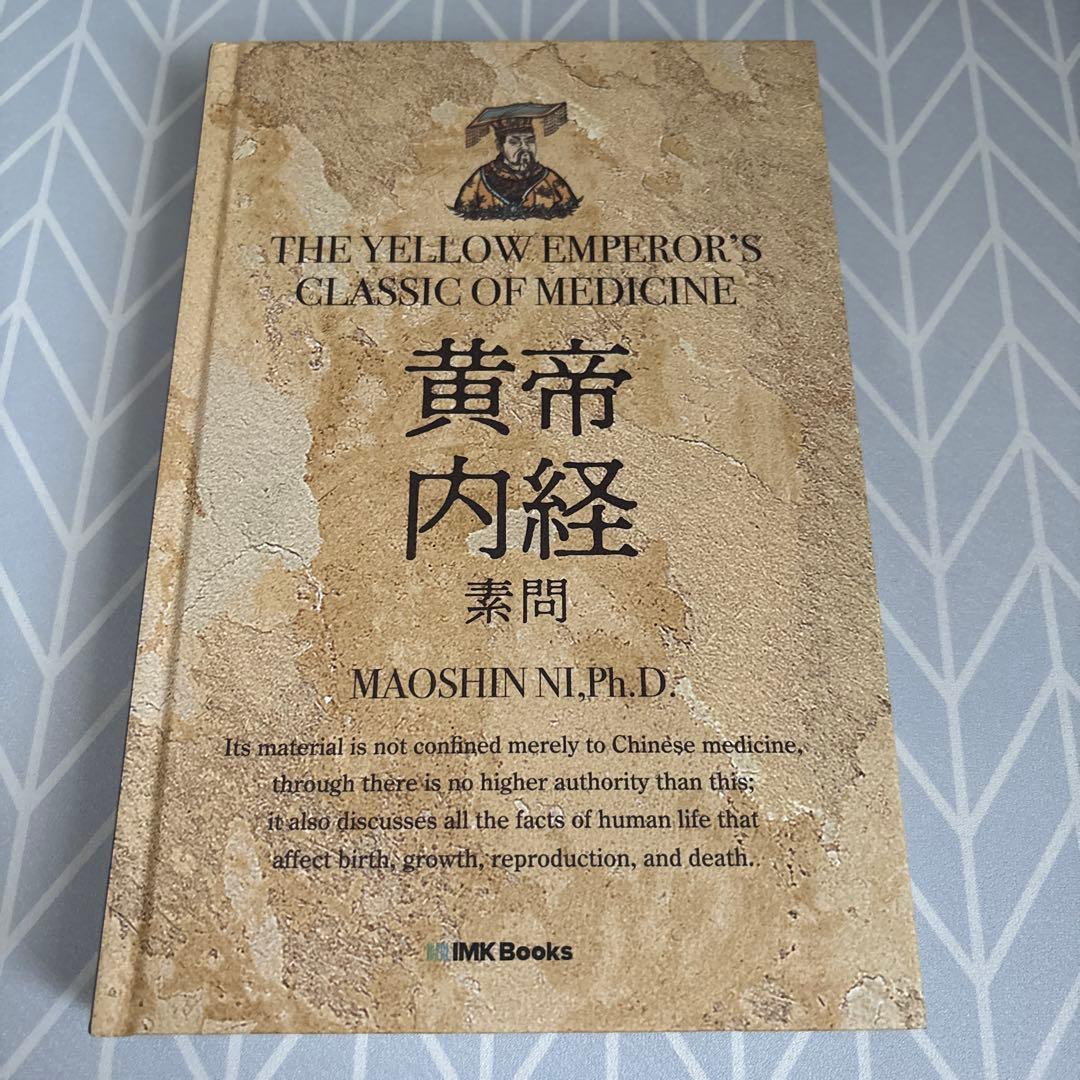 THE YELLOW EMPEROR'S
CLASSIC OF MEDICINE
黄帝
内経
素問
MAOSHIN NI,Ph.D.
Its material is not confined merely to Chinese medicine,
through there is no higher authority than this;
it also discusses all the facts of human life that
affect birth, growth, reproduction, and death.
IMK Books